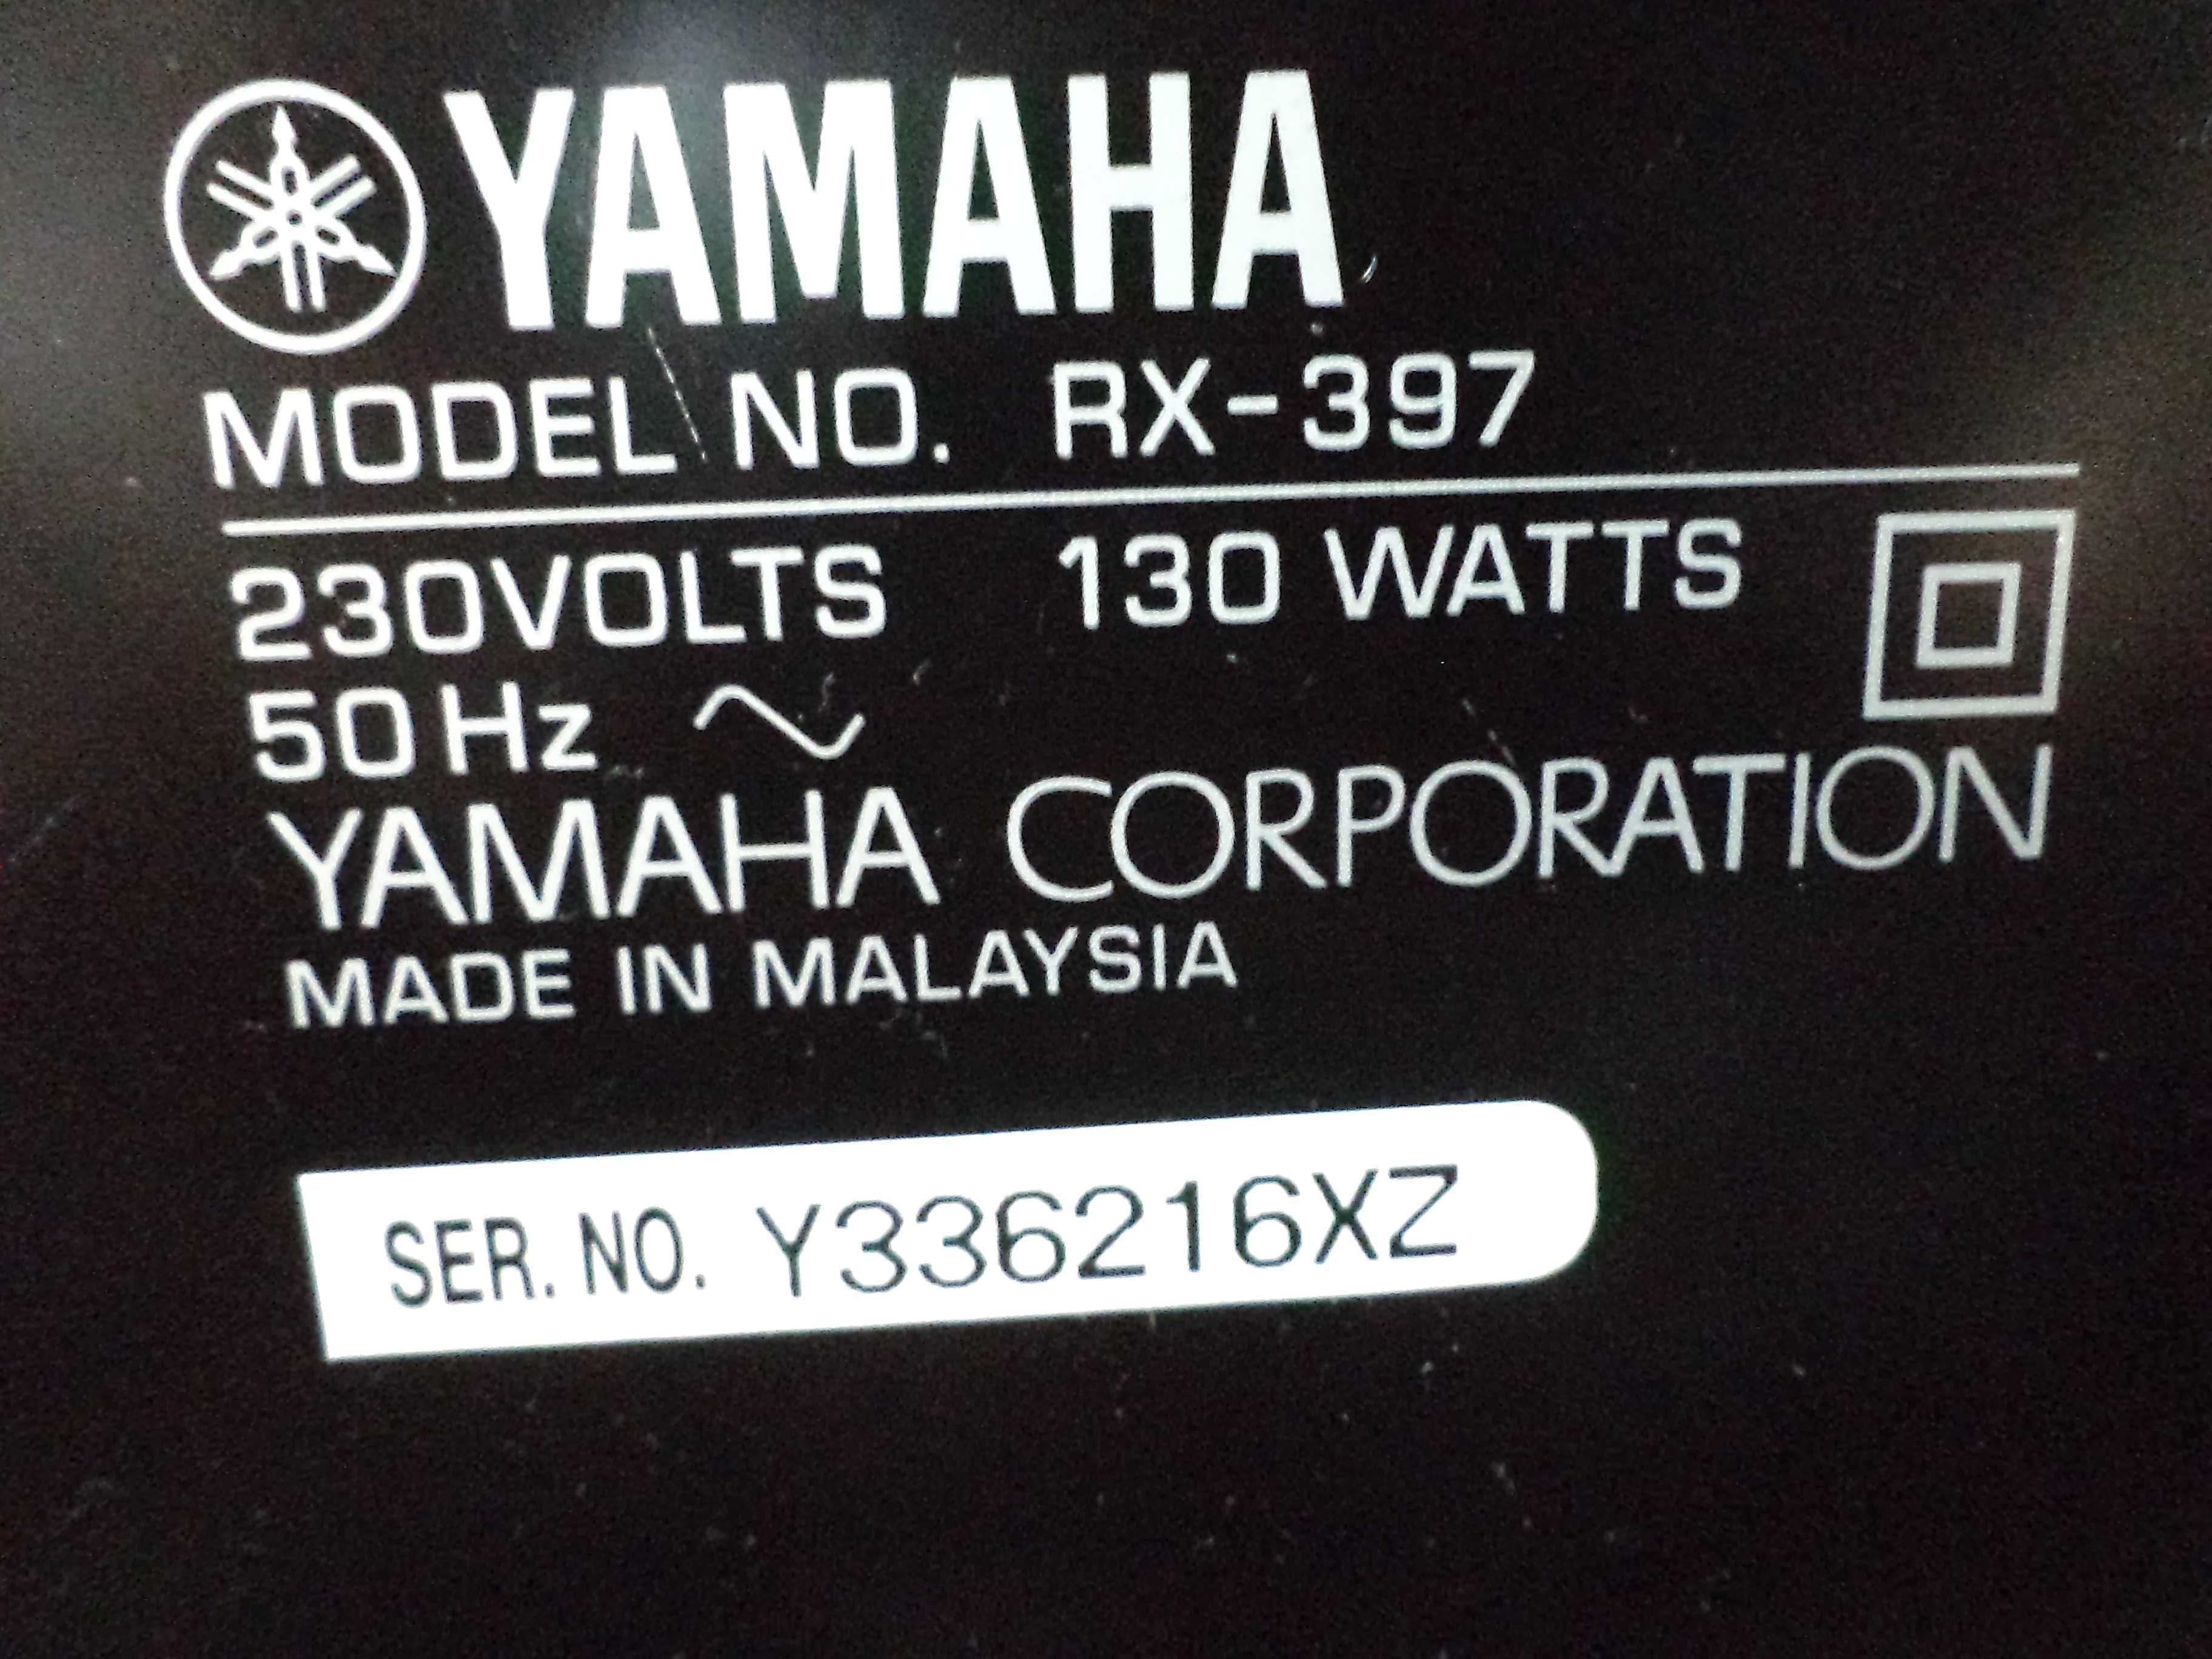 YAMAHA
MODEL NO. RX-397
230VOLTS 130 WATTS
50 Hz ~
YAMAHA CORPORATION
MADE IN MALAYSIA
SER. NO. Y336216XZ